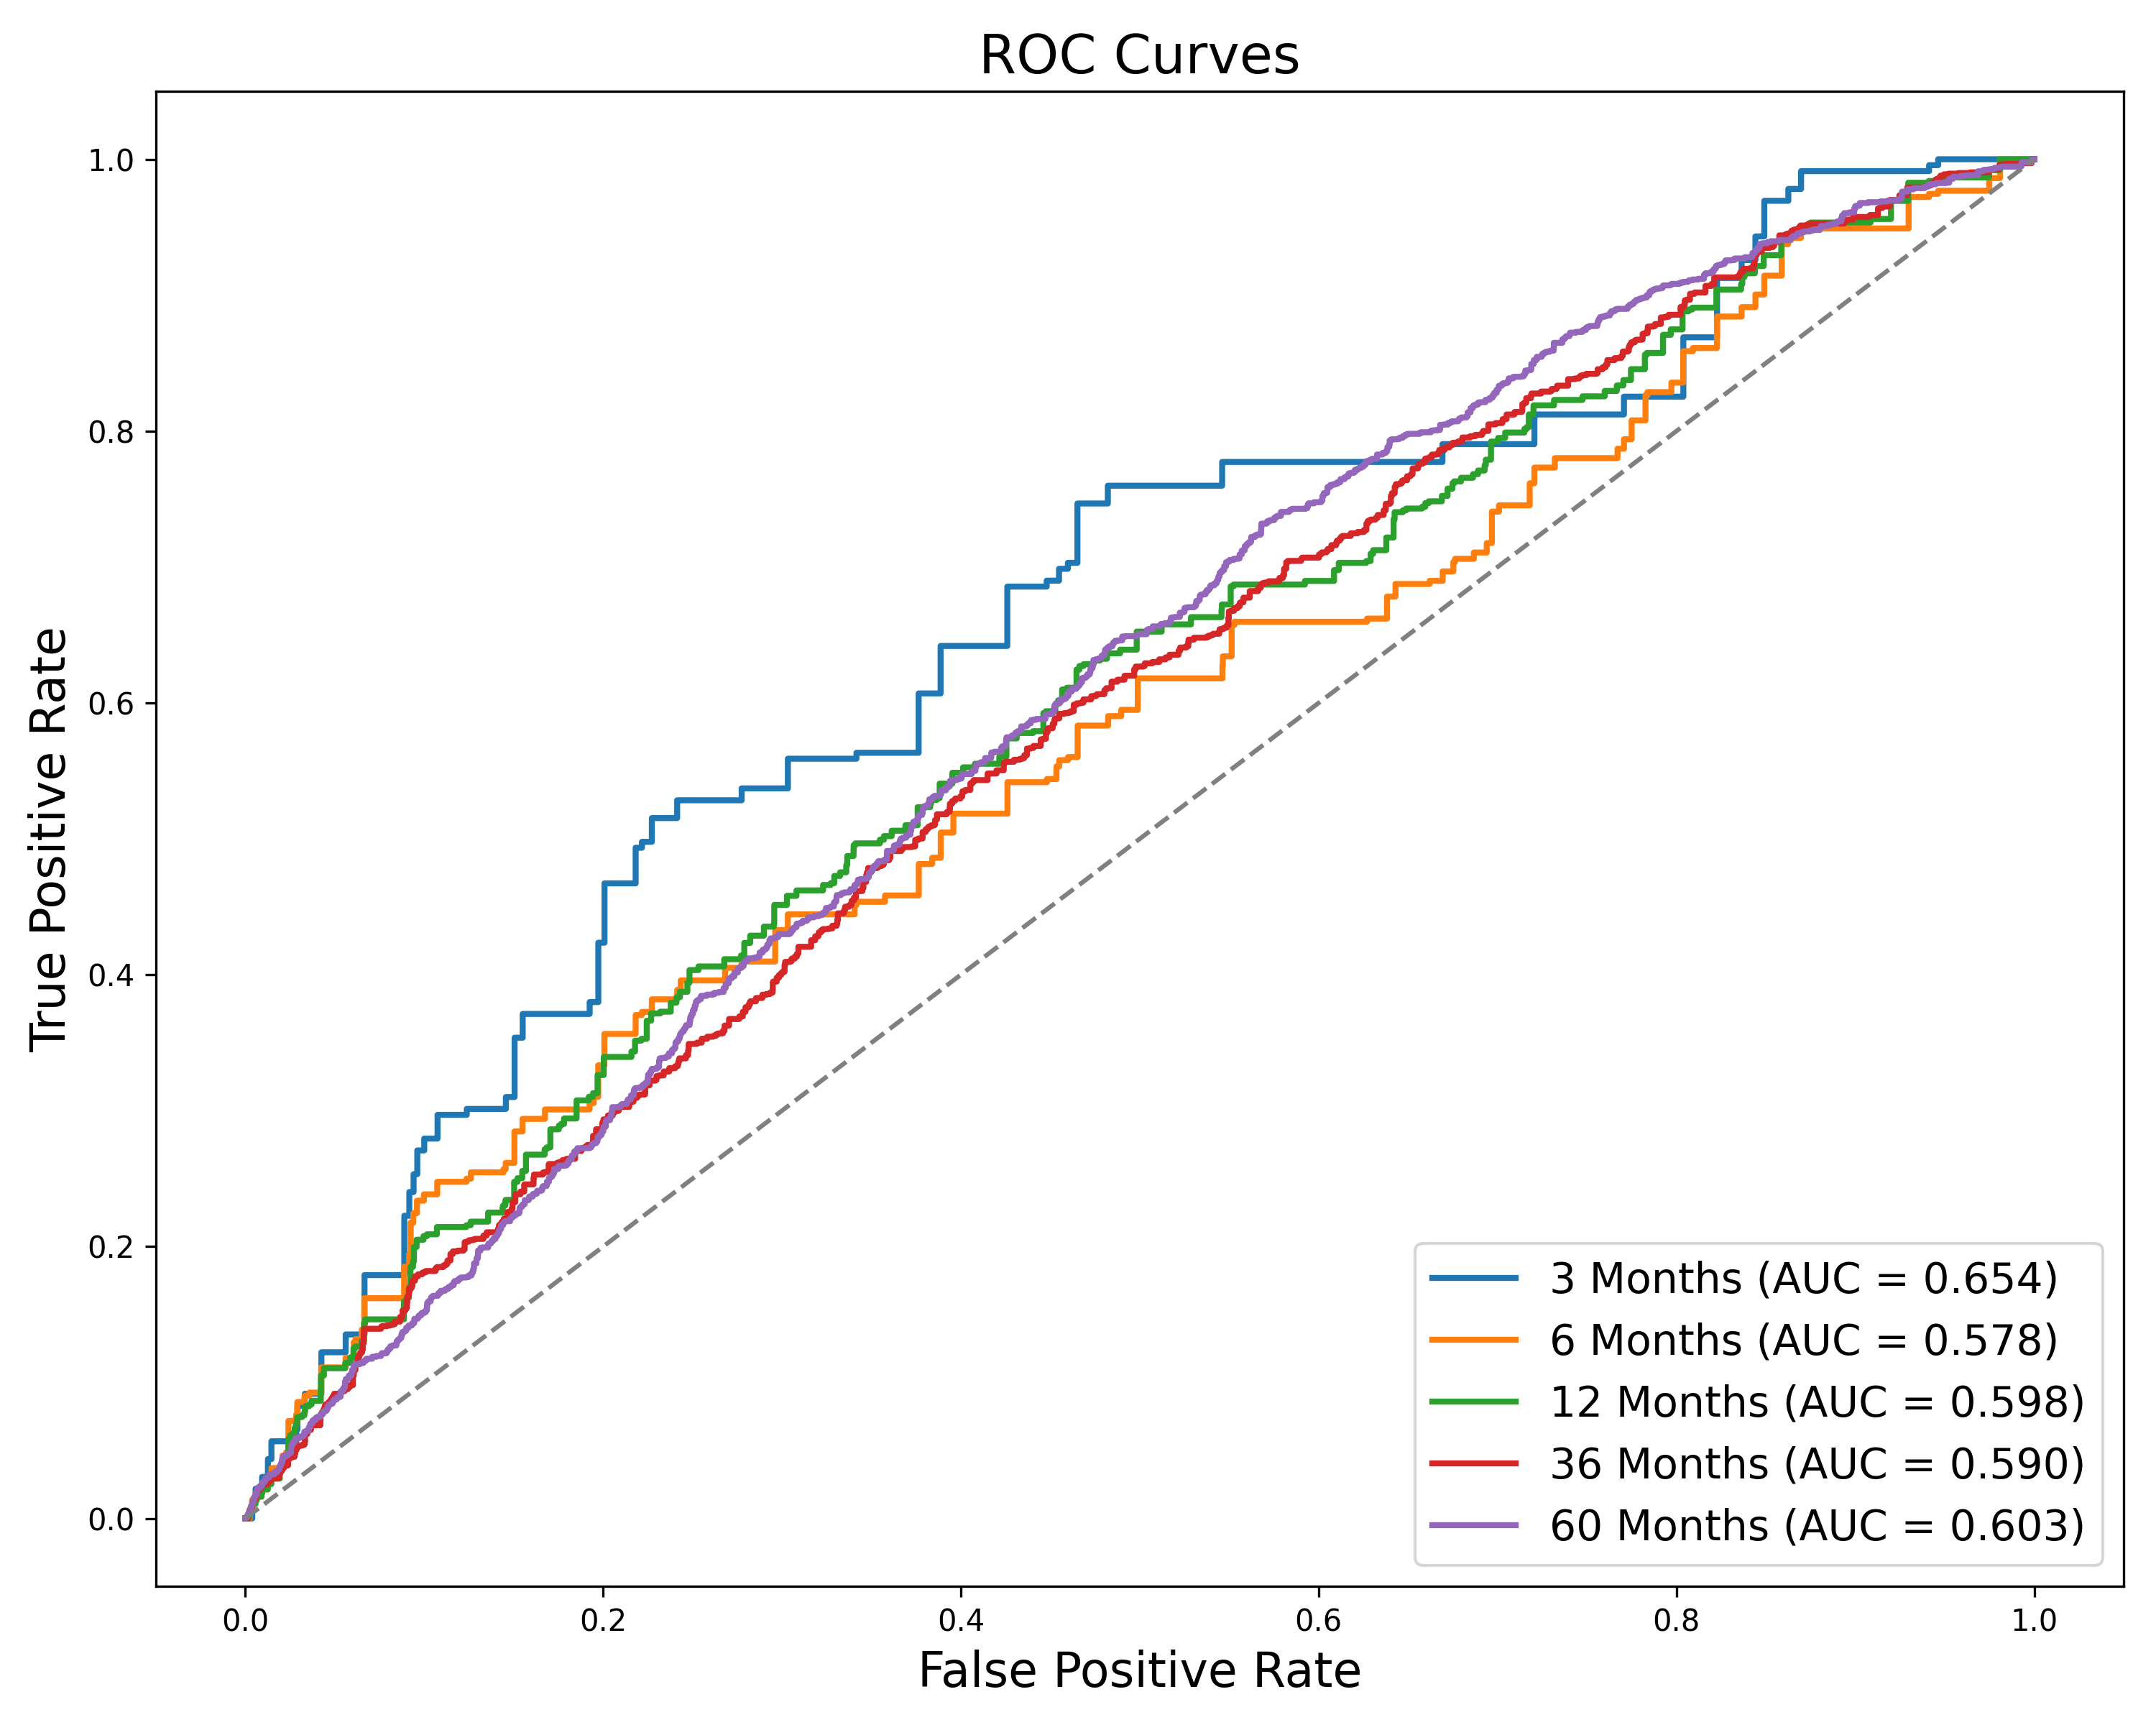 ROC Curves
1.0
0.8
0.6
0.4
0.2
0.0
True Positive Rate
0.0 0.2 0.4 0.6 0.8 1.0
False Positive Rate
3 Months (AUC = 0.654)
6 Months (AUC = 0.578)
12 Months (AUC = 0.598)
36 Months (AUC = 0.590)
60 Months (AUC = 0.603)